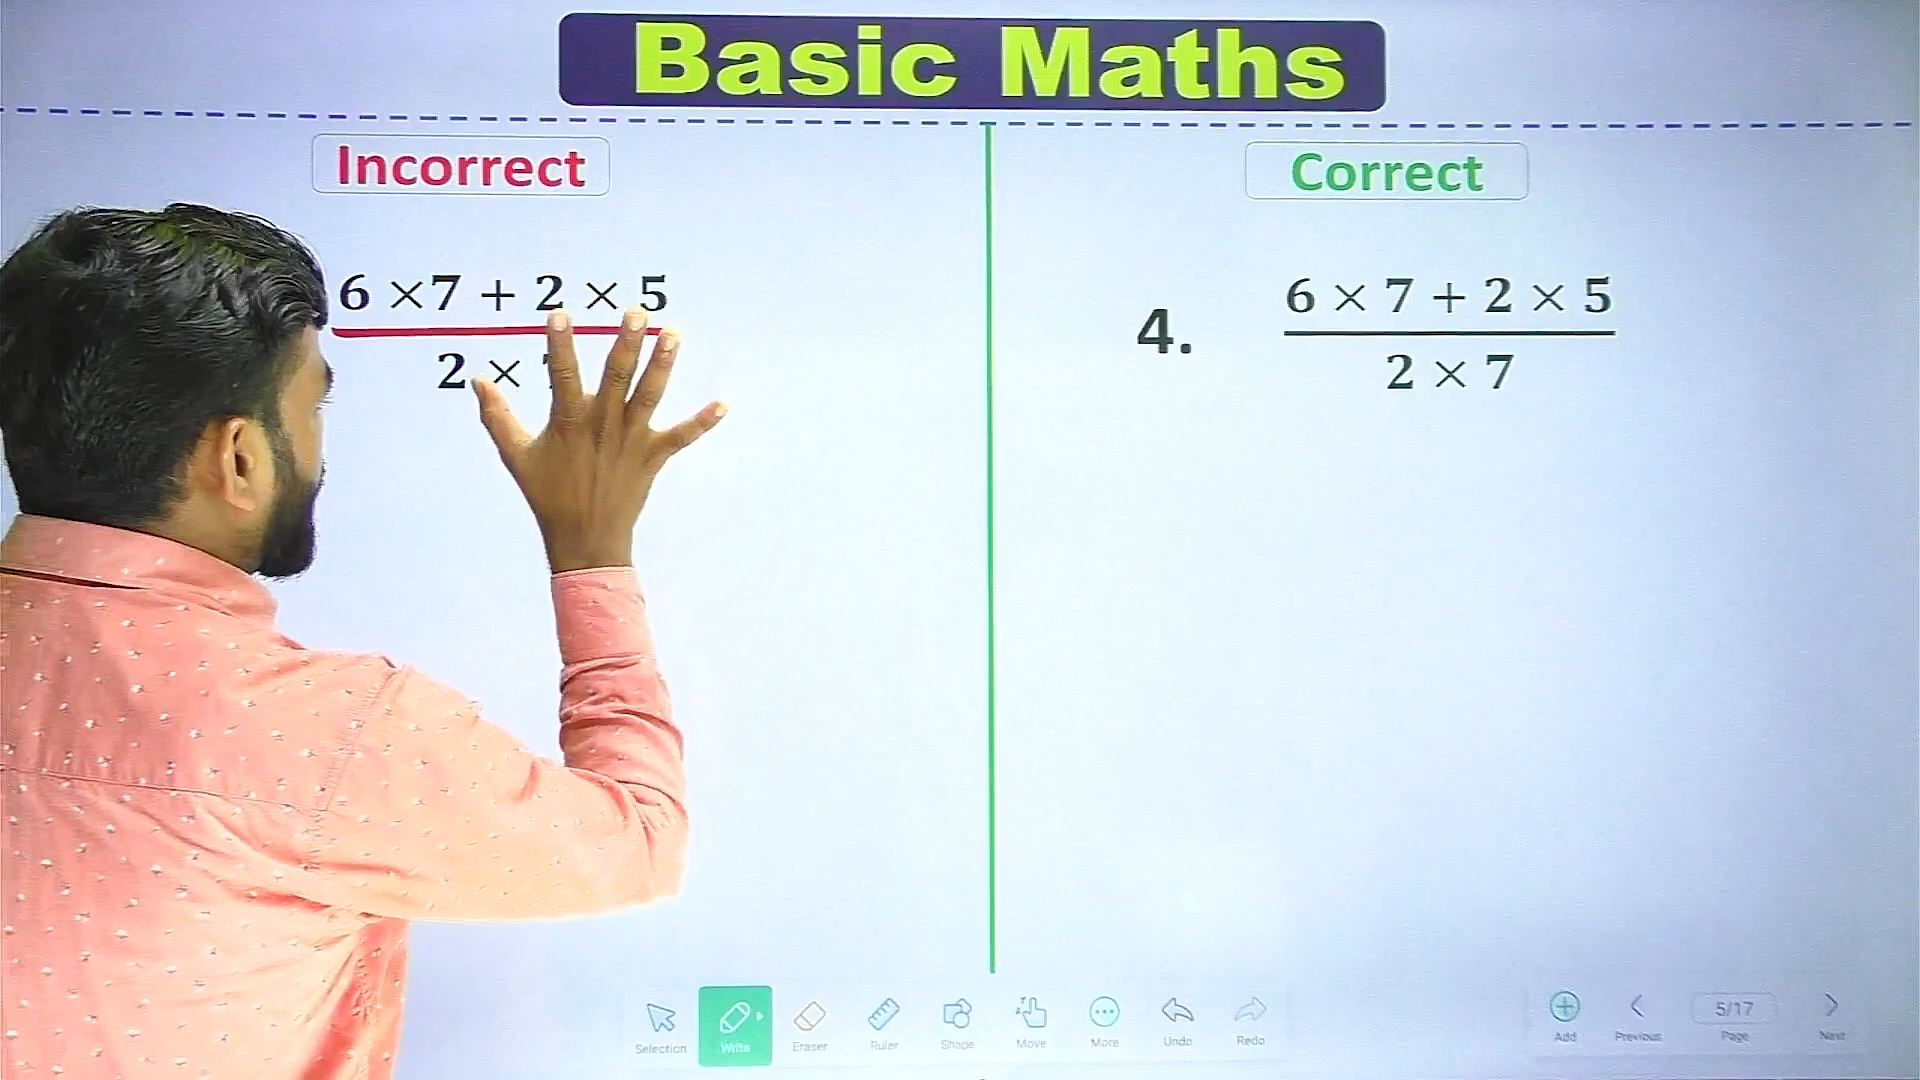 Basic Maths
Incorrect
Correct
6 ×7 + 2 × 5
2 ×
4.
6 × 7 + 2 × 5
2 × 7
Selection
Write
Eraser
Ruler
Shape
Move
More
Undo
Redo
Add
Previous
5/17
Page
Next